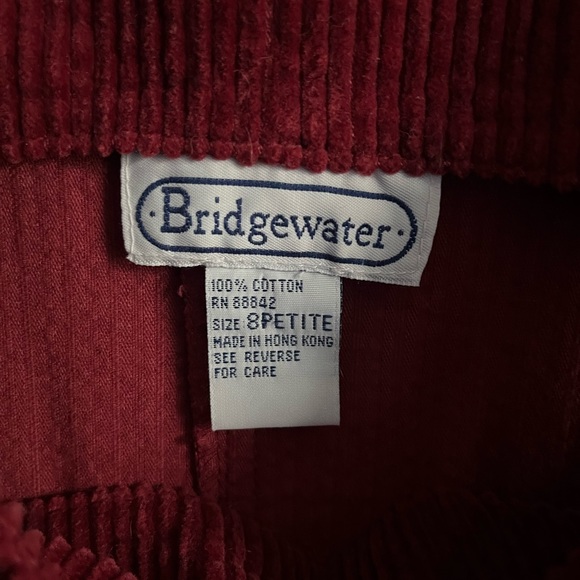 ·Bridgewater·
100% COTTON
RN 88842
SIZE 8PETITE
MADE IN HONG KONG
SEE REVERSE
FOR CARE